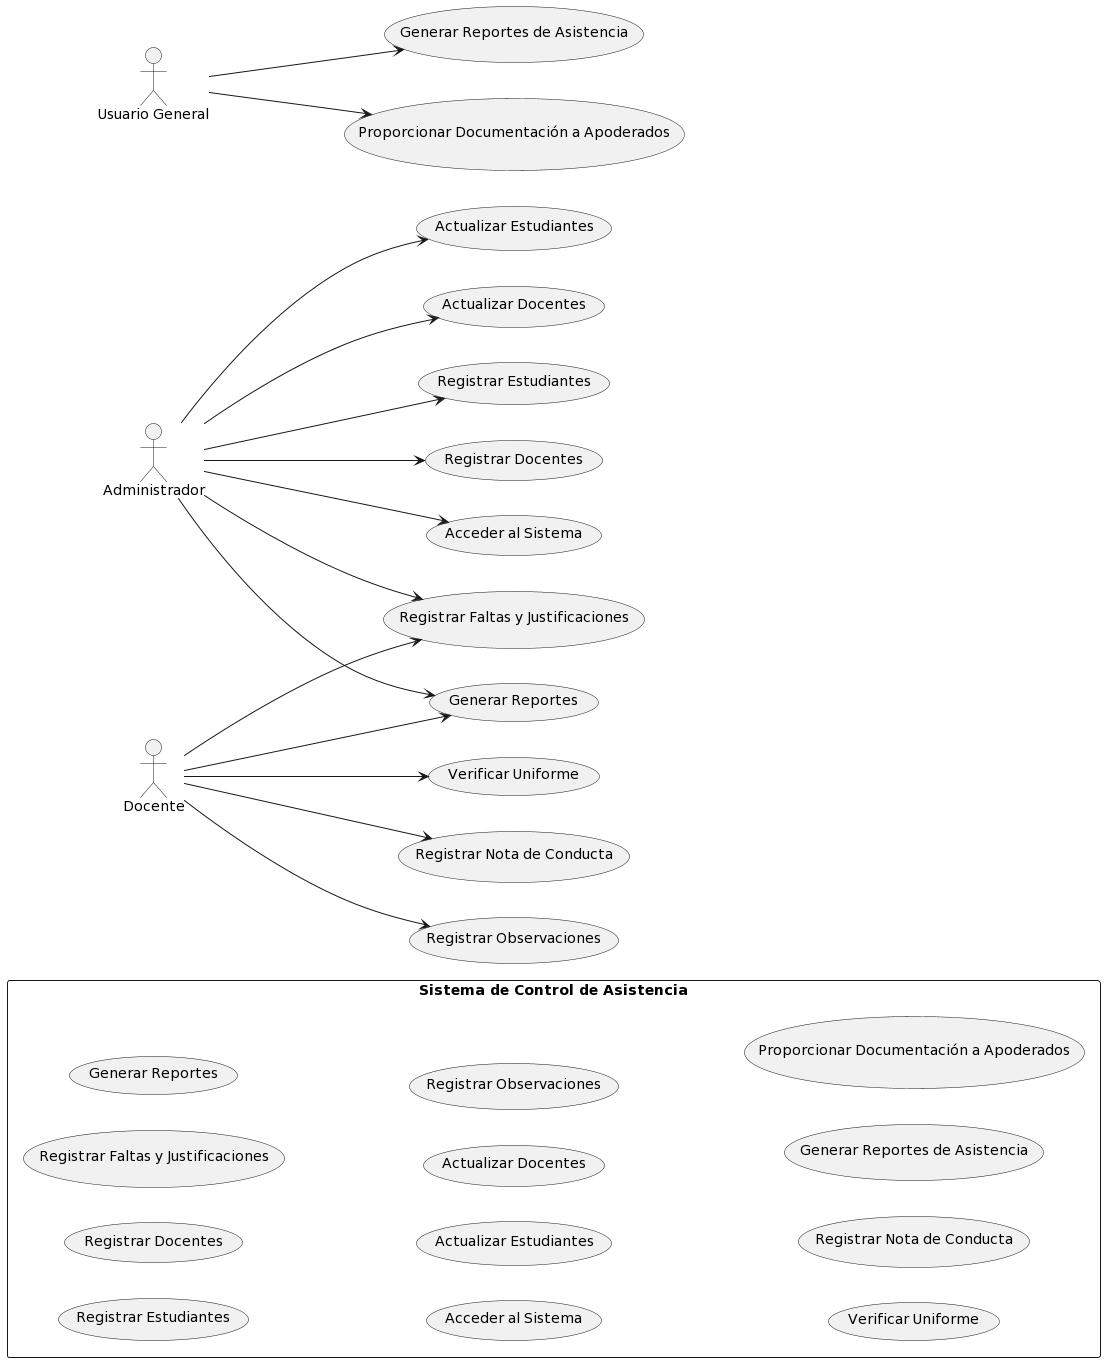 Generar Reportes de Asistencia
Usuario General
Proporcionar Documentación a Apoderados
Actualizar Estudiantes
Actualizar Docentes
Registrar Estudiantes
Registrar Docentes
Administrador
Acceder al Sistema
Registrar Faltas y Justificaciones
Generar Reportes
Verificar Uniforme
Docente
Registrar Nota de Conducta
Registrar Observaciones
Sistema de Control de Asistencia
Generar Reportes
Registrar Faltas y Justificaciones
Registrar Docentes
Registrar Estudiantes
Registrar Observaciones
Actualizar Docentes
Actualizar Estudiantes
Acceder al Sistema
Proporcionar Documentación a Apoderados
Generar Reportes de Asistencia
Registrar Nota de Conducta
Verificar Uniforme